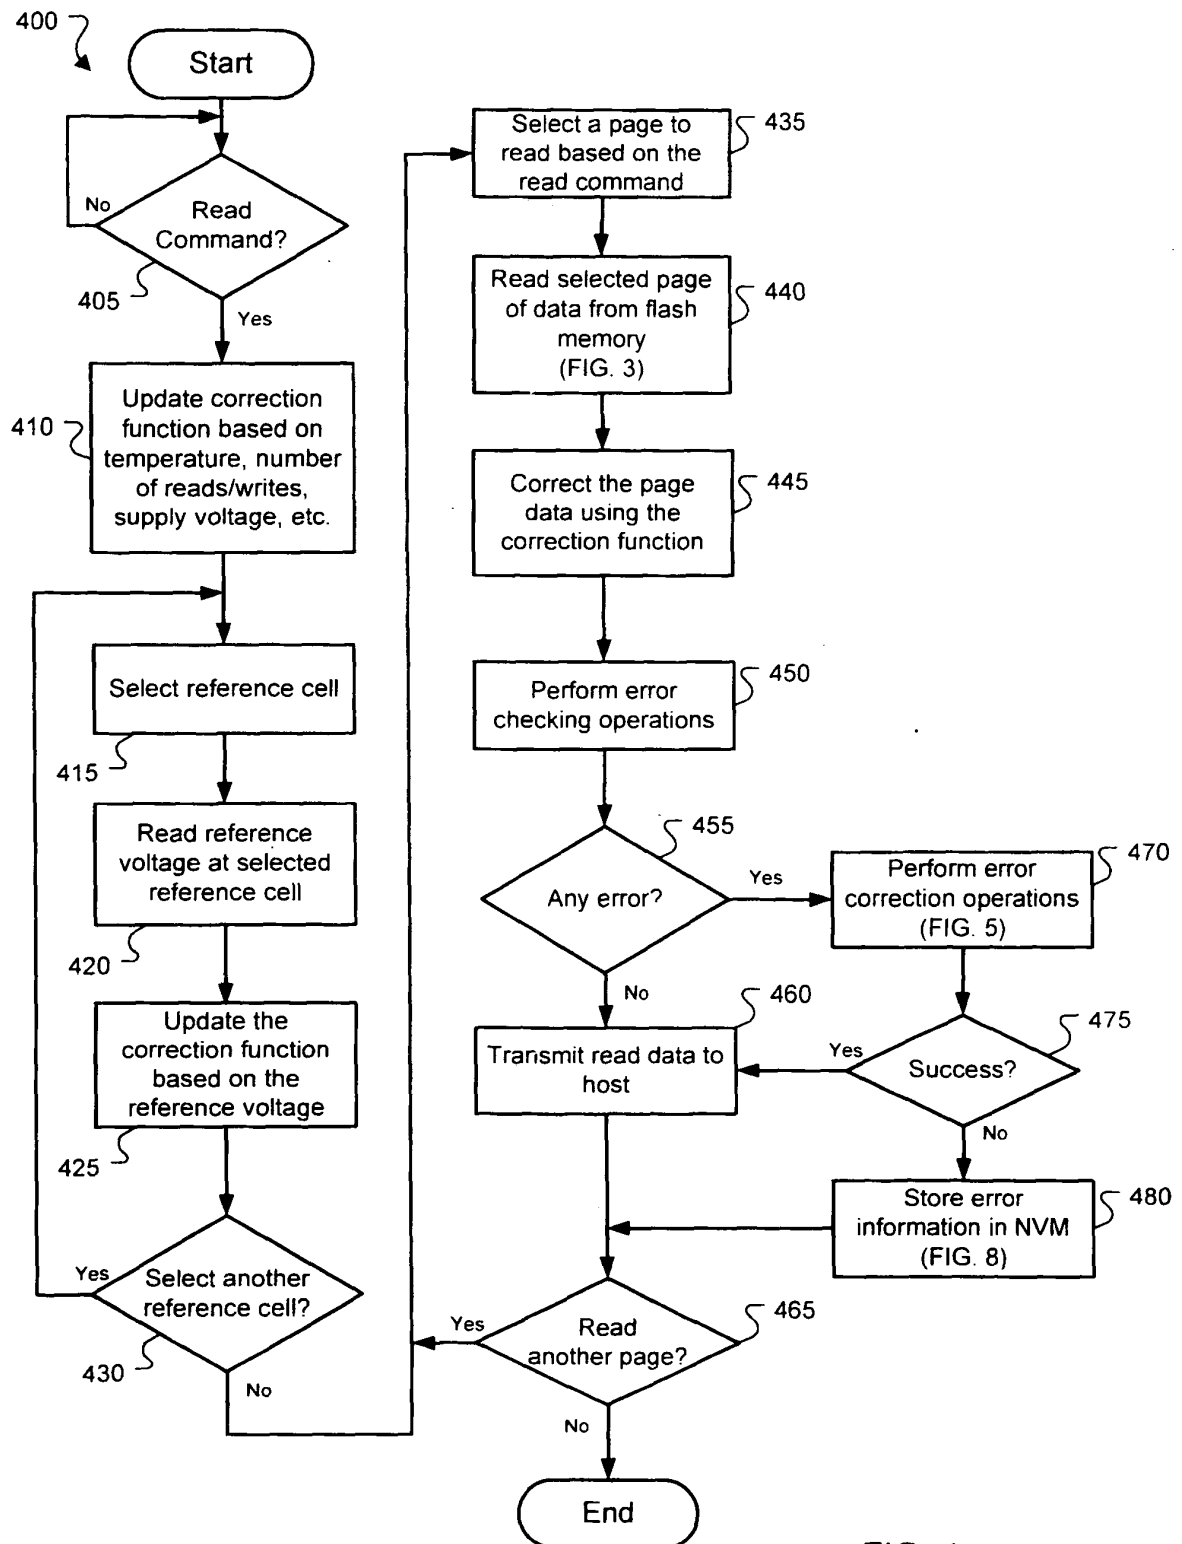 400
Start
No
Read
Command?
405
Yes
410
Update correction
function based on
temperature, number
of reads/writes,
supply voltage, etc.
Select reference cell
415
Read reference
voltage at selected
reference cell
420
Update the
correction function
based on the
reference voltage
425
Yes
Select another
reference cell?
430
No
Select a page to
read based on the
read command
435
Read selected page
of data from flash
memory
(FIG. 3)
440
Correct the page
data using the
correction function
445
Perform error
checking operations
450
455
Any error?
Yes
No
Perform error
correction operations
(FIG. 5)
470
460
Transmit read data to
host
475
Yes
Success?
No
Store error
information in NVM
(FIG. 8)
480
465
Yes
Read
another page?
No
End